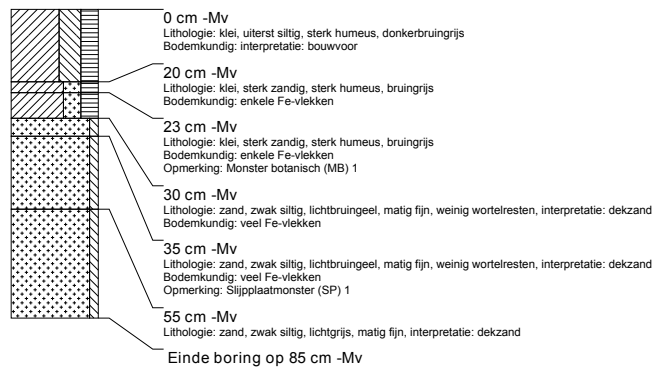 0 cm -Mv
Lithologie: klei, uiterst siltig, sterk humeus, donkerbruingrijs
Bodemkundig: interpretatie: bouwvoor
20 cm -Mv
Lithologie: klei, sterk zandig, sterk humeus, bruingrijs
Bodemkundig: enkele Fe-vlekken
23 cm -Mv
Lithologie: klei, sterk zandig, sterk humeus, bruingrijs
Bodemkundig: enkele Fe-vlekken
Opmerking: Monster botanisch (MB) 1
30 cm -Mv
Lithologie: zand, zwak siltig, lichtbruingeel, matig fijn, weinig wortelresten, interpretatie: dekzand
Bodemkundig: veel Fe-vlekken
35 cm -Mv
Lithologie: zand, zwak siltig, lichtbruingeel, matig fijn, weinig wortelresten, interpretatie: dekzand
Bodemkundig: veel Fe-vlekken
Opmerking: Slijpplaatmonster (SP) 1
55 cm -Mv
Lithologie: zand, zwak siltig, lichtgrijs, matig fijn, interpretatie: dekzand
Einde boring op 85 cm -Mv